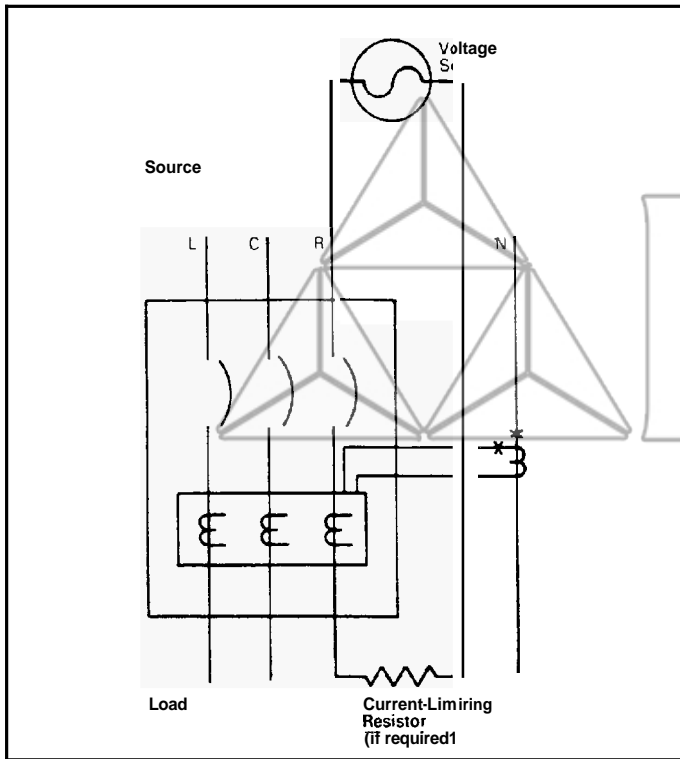 Voltage
Source
L C R N
Load
Current-Limiring
Resistor
(if required1